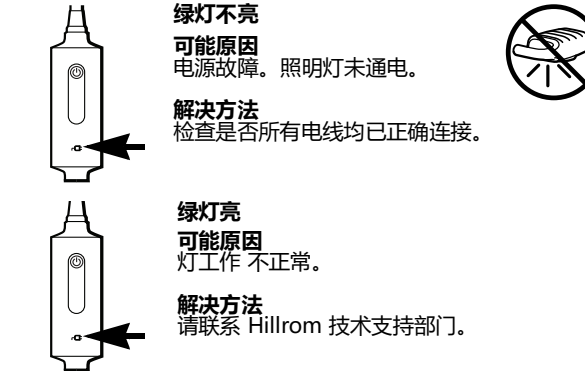 绿灯不亮
可能原因
电源故障。照明灯未通电。
解决方法
检查是否所有电线均已正确连接。
绿灯亮
可能原因
灯工作 不正常。
解决方法
请联系 Hillrom 技术支持部门。